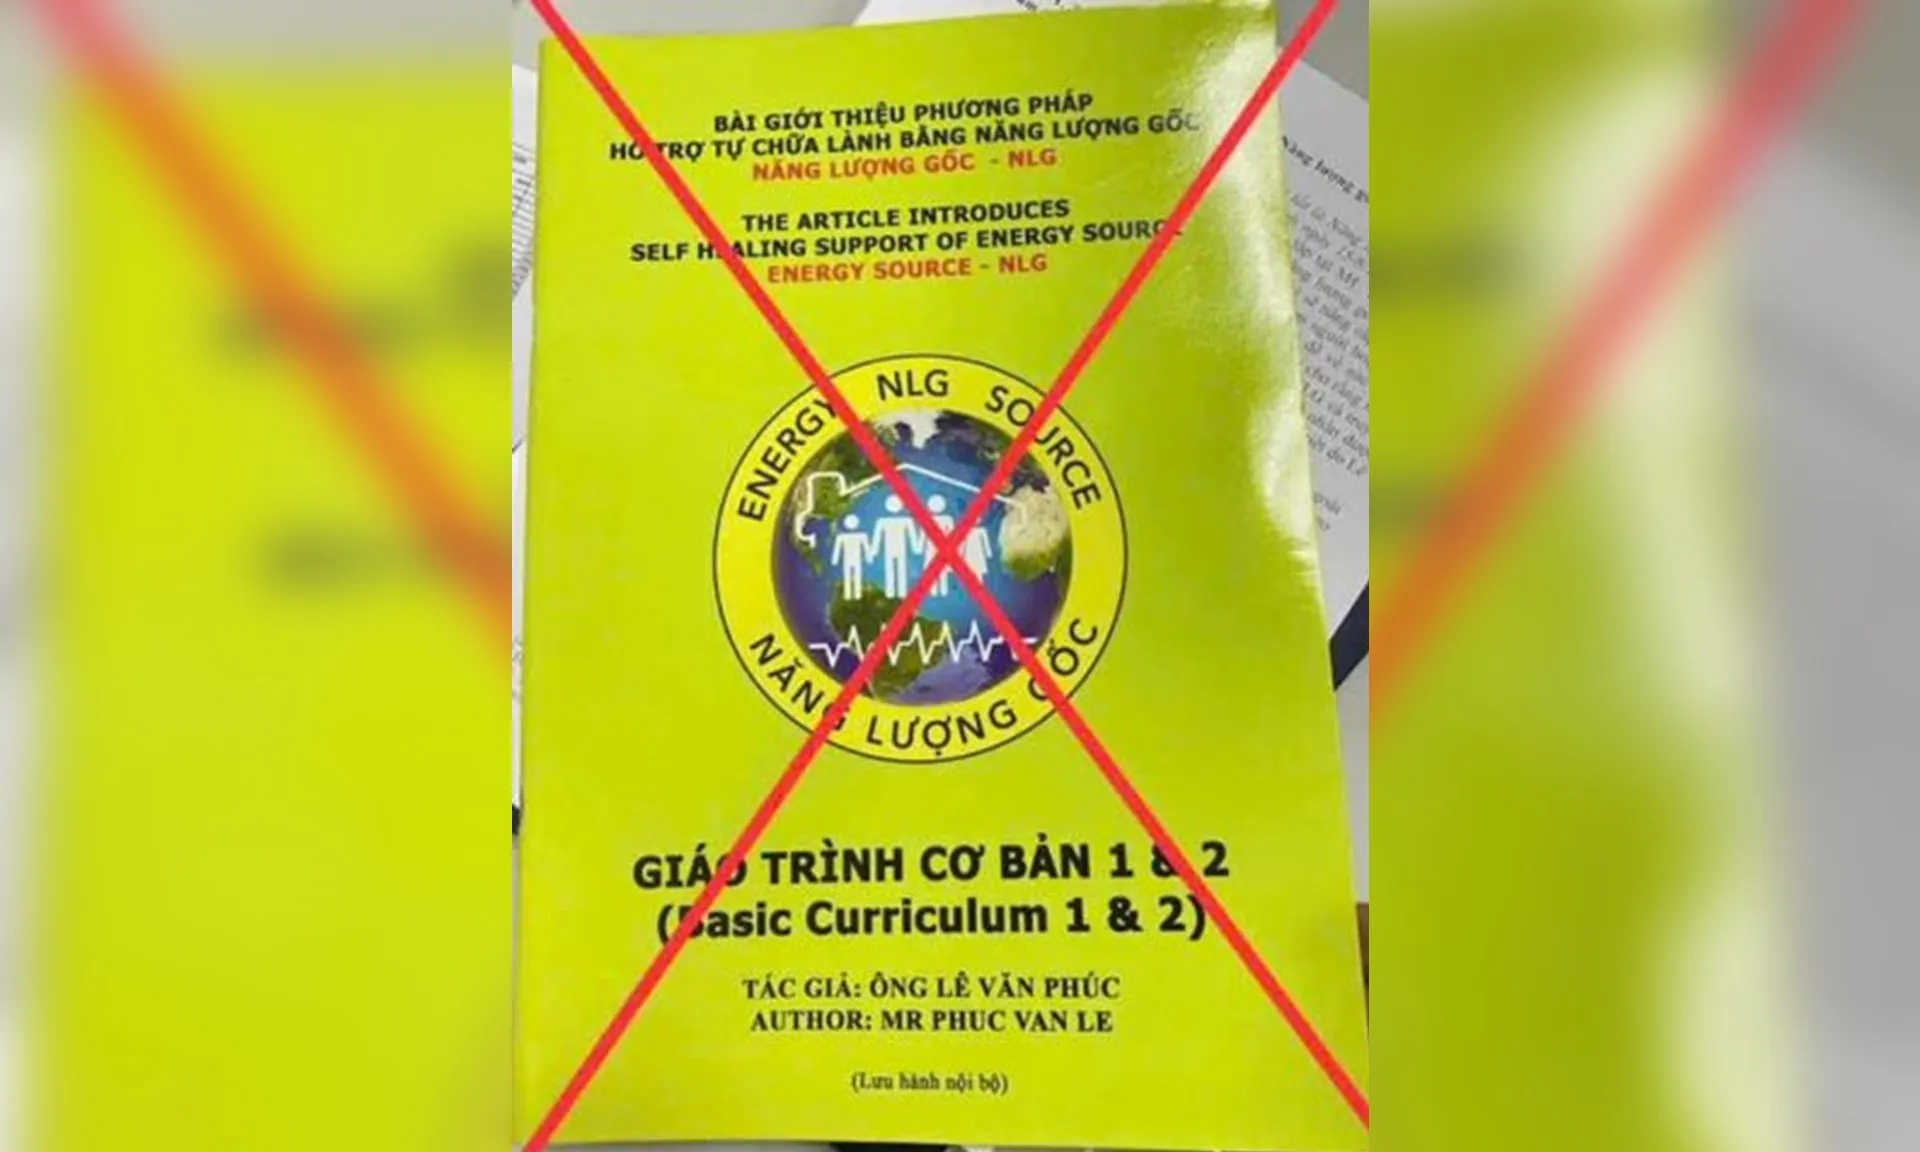 BÀI GIỚI THIỆU PHƯƠNG PHÁP
HỖ TRỢ TỰ CHỮA LÀNH BẰNG NĂNG LƯỢNG GỐC
NĂNG LƯỢNG GỐC - NLG
THE ARTICLE INTRODUCES
SELF HEALING SUPPORT OF ENERGY SOURCE
ENERGY SOURCE - NLG
ENERGY NLG SOURCE
NĂNG LƯỢNG GỐC
GIÁO TRÌNH CƠ BẢN 1 & 2
(Basic Curriculum 1 & 2)
TÁC GIẢ: ÔNG LÊ VĂN PHÚC
AUTHOR: MR PHUC VAN LE
(Lưu hành nội bộ)